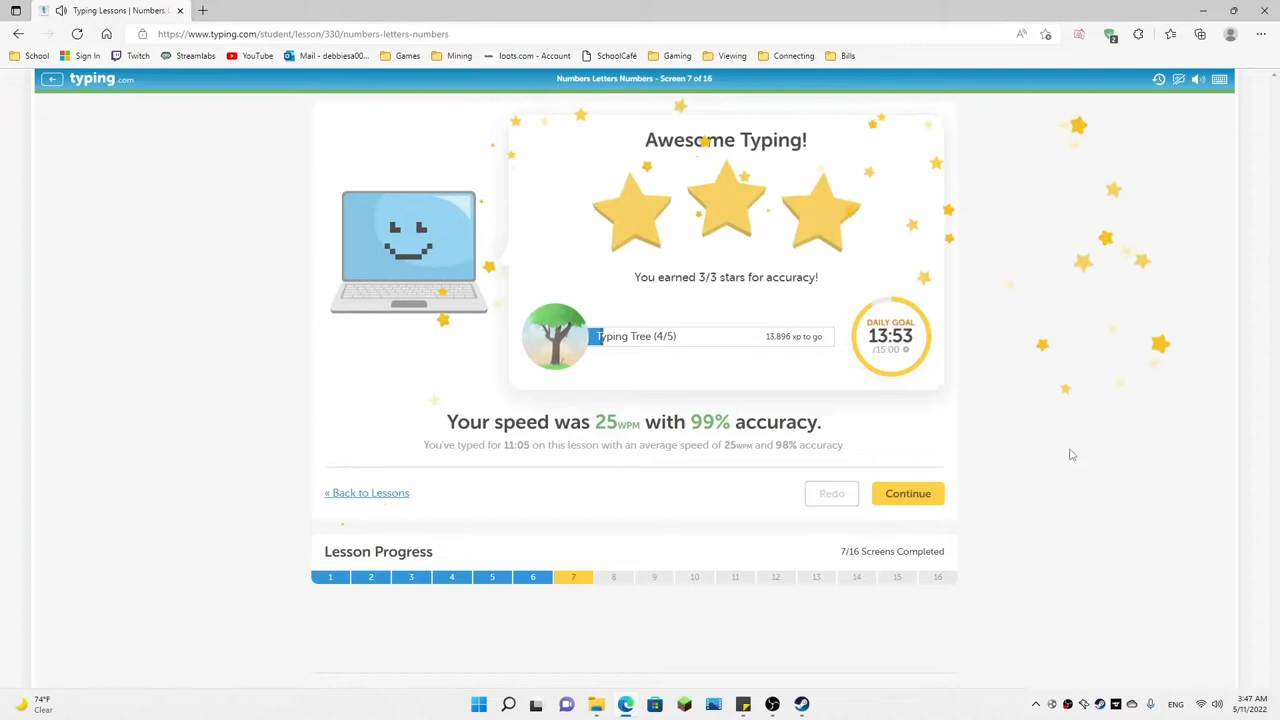 Typing Lessons | Numbers L
https://www.typing.com/student/lesson/330/numbers-letters-numbers
School
Sign In
Twitch
Streamlabs
YouTube
Mail - debbiesa00...
Games
Mining
loots.com - Account
SchoolCafé
Gaming
Viewing
Connecting
Bills
typing.com
Numbers Letters Numbers - Screen 7 of 16
Awesome Typing!
You earned 3/3 stars for accuracy!
Typing Tree (4/5)
13,896 xp to go
DAILY GOAL
13:53
/15:00
Your speed was 25WPM with 99% accuracy.
You've typed for 11:05 on this lesson with an average speed of 25WPM and 98% accuracy.
« Back to Lessons
Redo
Continue
Lesson Progress
7/16 Screens Completed
1 2 3 4 5 6 7 8 9 10 11 12 13 14 15 16
74°F
Clear
ENG
3:47 AM
5/11/2022